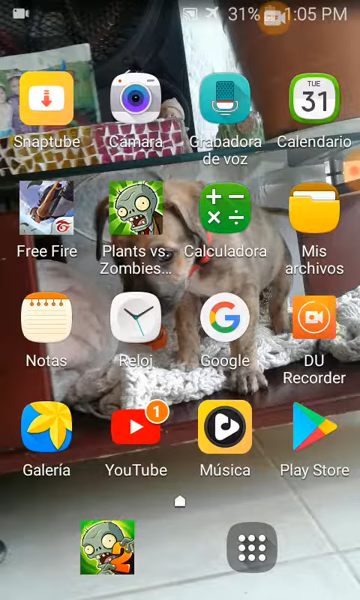 31% 1:05 PM
TUE
31
Snaptube
Cámara
Grabadora
de voz
Calendario
Free Fire
Plants vs.
Zombies...
Calculadora
Mis
archivos
Notas
Reloj
Google
DU
Recorder
1
Galería
YouTube
Música
Play Store